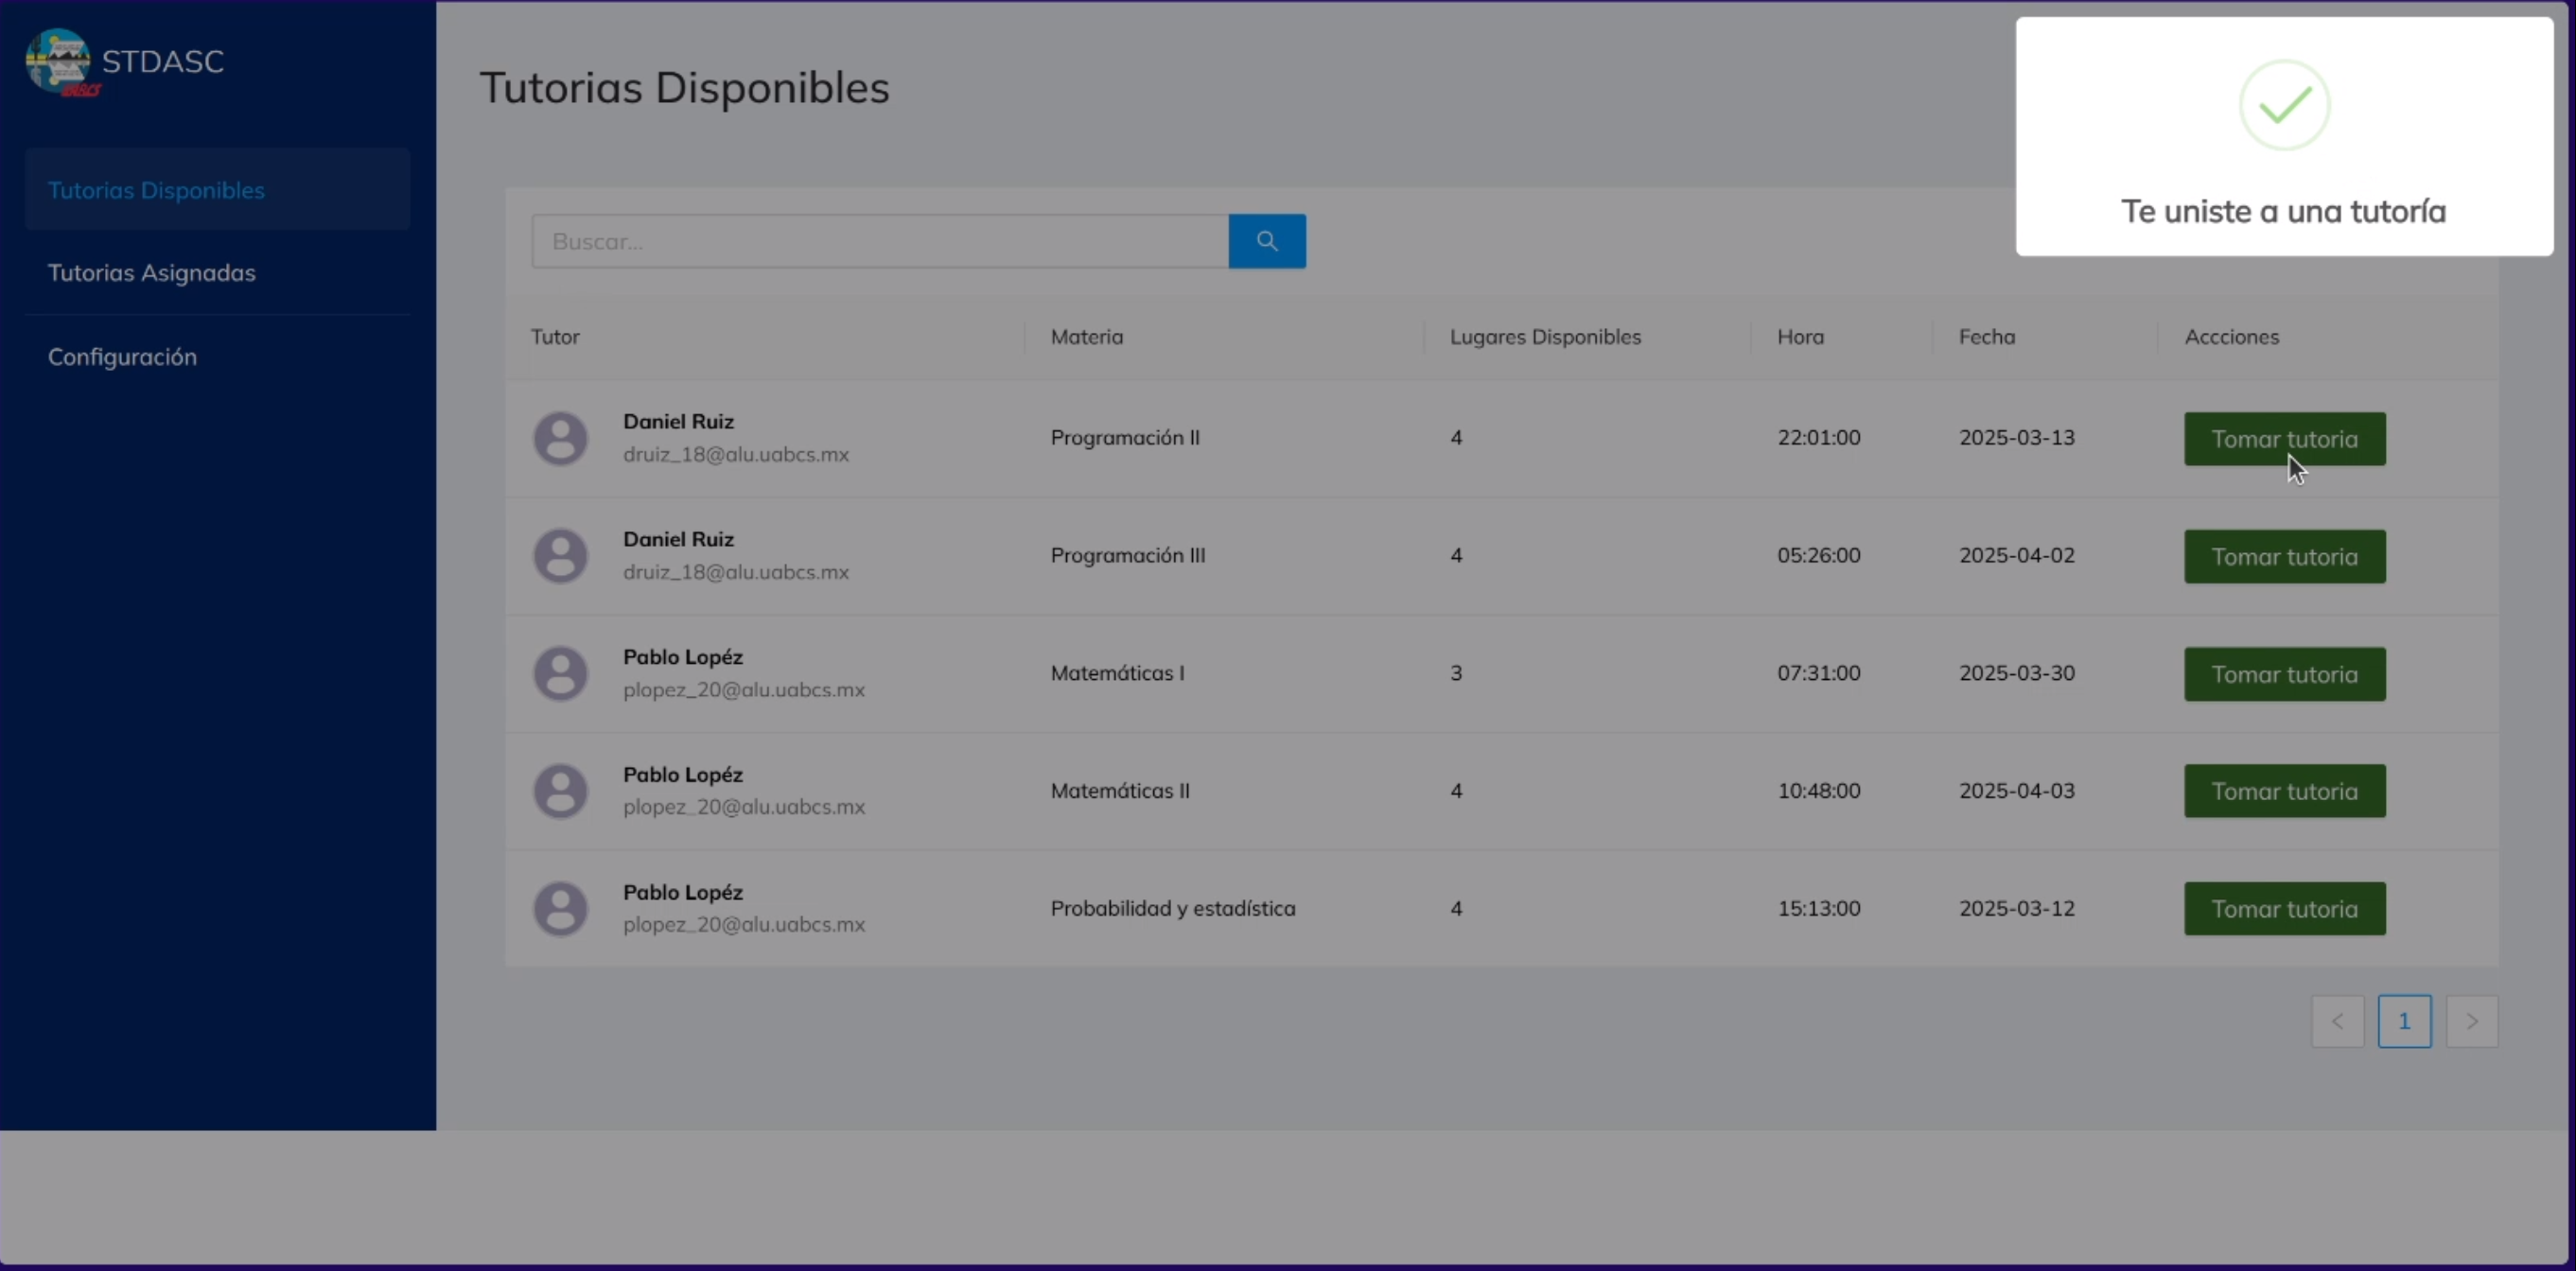 STDASC
UABCS
Tutorias Disponibles
Tutorias Asignadas
Configuración
Tutorias Disponibles
Te uniste a una tutoría
Buscar...
Tutor Materia Lugares Disponibles Hora Fecha Accciones
Daniel Ruiz
druiz_18@alu.uabcs.mx Programación II 4 22:01:00 2025-03-13 Tomar tutoria
Daniel Ruiz
druiz_18@alu.uabcs.mx Programación III 4 05:26:00 2025-04-02 Tomar tutoria
Pablo Lopéz
plopez_20@alu.uabcs.mx Matemáticas I 3 07:31:00 2025-03-30 Tomar tutoria
Pablo Lopéz
plopez_20@alu.uabcs.mx Matemáticas II 4 10:48:00 2025-04-03 Tomar tutoria
Pablo Lopéz
plopez_20@alu.uabcs.mx Probabilidad y estadística 4 15:13:00 2025-03-12 Tomar tutoria
< 1 >